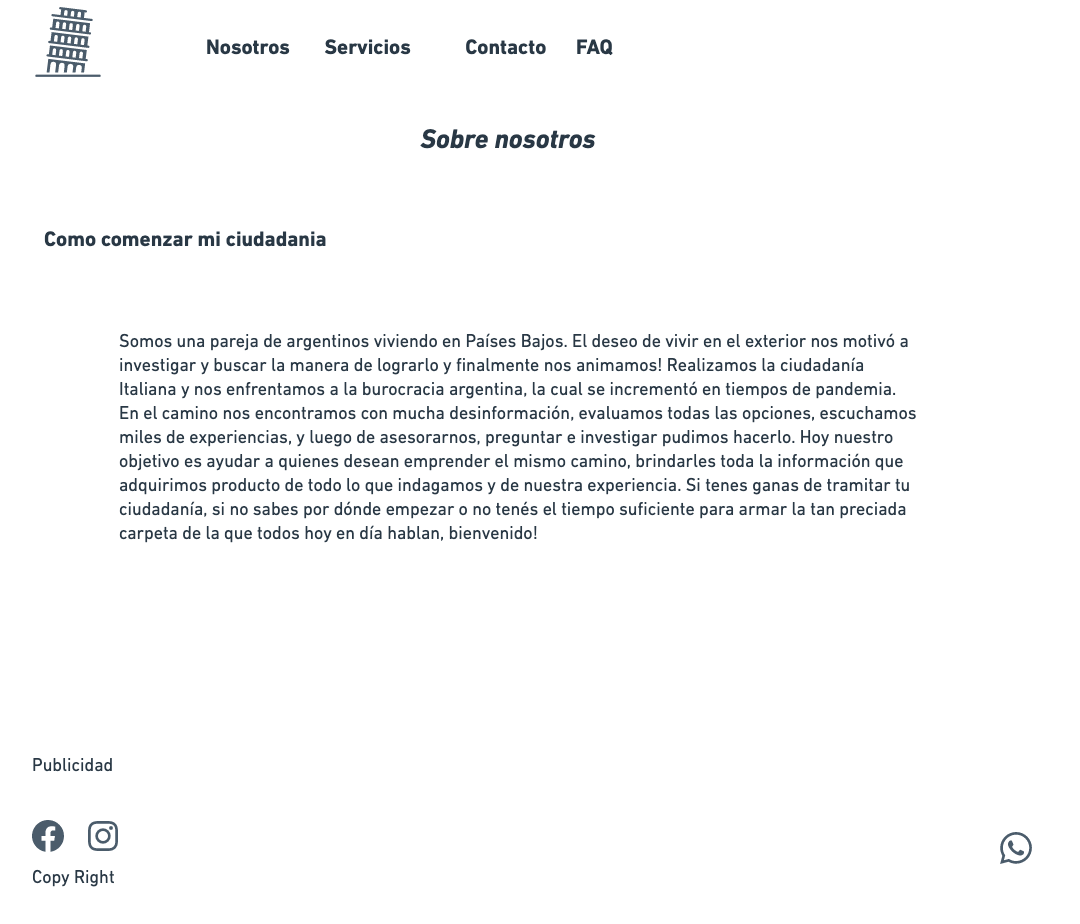 Nosotros Servicios Contacto FAQ
Sobre nosotros
Como comenzar mi ciudadania
Somos una pareja de argentinos viviendo en Países Bajos. El deseo de vivir en el exterior nos motivó a
investigar y buscar la manera de lograrlo y finalmente nos animamos! Realizamos la ciudadanía
Italiana y nos enfrentamos a la burocracia argentina, la cual se incrementó en tiempos de pandemia.
En el camino nos encontramos con mucha desinformación, evaluamos todas las opciones, escuchamos
miles de experiencias, y luego de asesorarnos, preguntar e investigar pudimos hacerlo. Hoy nuestro
objetivo es ayudar a quienes desean emprender el mismo camino, brindarles toda la información que
adquirimos producto de todo lo que indagamos y de nuestra experiencia. Si tenes ganas de tramitar tu
ciudadanía, si no sabes por dónde empezar o no tenés el tiempo suficiente para armar la tan preciada
carpeta de la que todos hoy en día hablan, bienvenido!
Publicidad
Copy Right